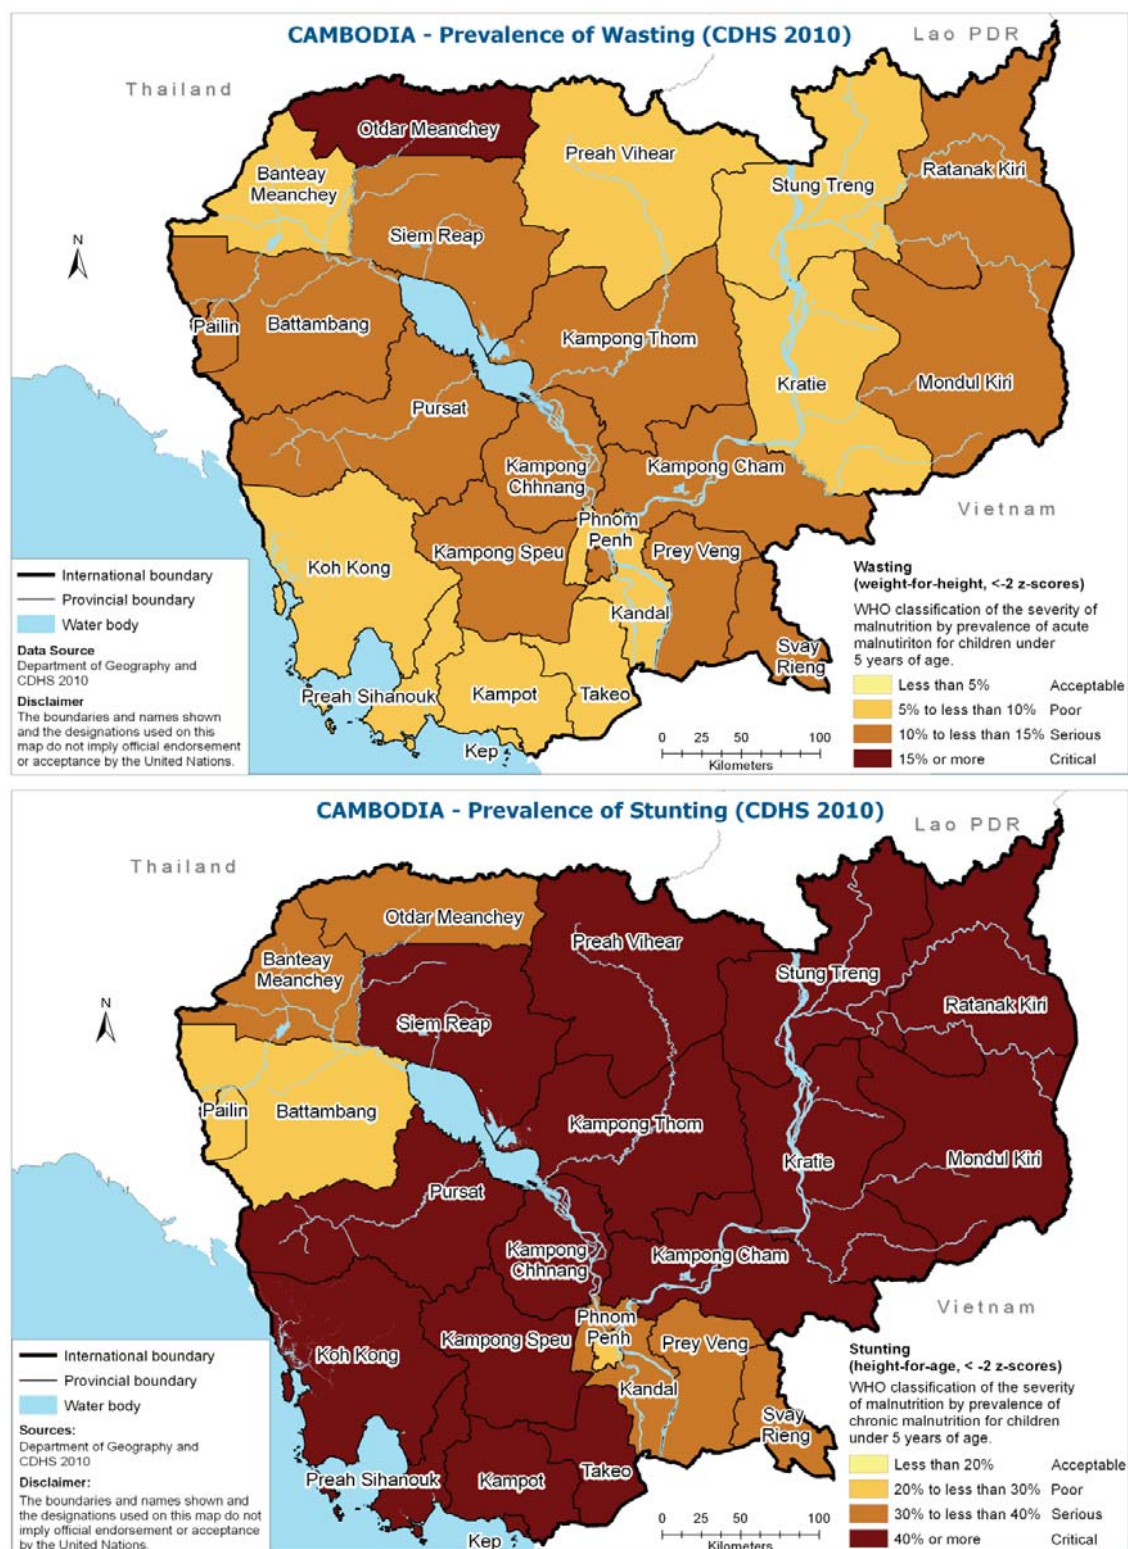 CAMBODIA - Prevalence of Wasting (CDHS 2010)
Lao PDR
Thailand
Otdar Meanchey
Preah Vihear
Banteay
Meanchey
Stung Treng
Ratanak Kiri
N
Siem Reap
Pailin
Battambang
Kampong Thom
Kratie
Mondul Kiri
Pursat
Kampong
Chhnang
Kampong Cham
Vietnam
Phnom
Penh
Koh Kong
Kampong Speu
Prey Veng
Kandal
Svay
Rieng
Preah Sihanouk
Kampot
Takeo
Kep
International boundary
Provincial boundary
Water body
Data Source
Department of Geography and
CDHS 2010
Disclaimer
The boundaries and names shown
and the designations used on this
map do not imply official endorsement
or acceptance by the United Nations.
0 20 40 60 80 100
Kilometers
Wasting
(weight-for-height, <-2 z-scores)
WHO classification of the severity of
malnutrition by prevalence of acute
malnutiriton for children under
5 years of age.
Less than 5% Acceptable
5% to less than 10% Poor
10% to less than 15% Serious
15% or more Critical
CAMBODIA - Prevalence of Stunting (CDHS 2010)
Lao PDR
Thailand
Otdar Meanchey
Preah Vihear
Banteay
Meanchey
Stung Treng
Ratanak Kiri
N
Siem Reap
Pailin
Battambang
Kampong Thom
Kratie
Mondul Kiri
Pursat
Kampong
Chhnang
Kampong Cham
Vietnam
Phnom
Penh
Koh Kong
Kampong Speu
Prey Veng
Kandal
Svay
Rieng
Preah Sihanouk
Kampot
Takeo
Kep
International boundary
Provincial boundary
Water body
Sources:
Department of Geography and
CDHS 2010
Disclaimer:
The boundaries and names shown and
the designations used on this map do not
imply official endorsement or acceptance
by the United Nations.
0 20 40 60 80 100
Kilometers
Stunting
(height-for-age, < -2 z-scores)
WHO classification of the severity
of malnutrition by prevalence of
chronic malnutrition for children
under 5 years of age.
Less than 20% Acceptable
20% to less than 30% Poor
30% to less than 40% Serious
40% or more Critical